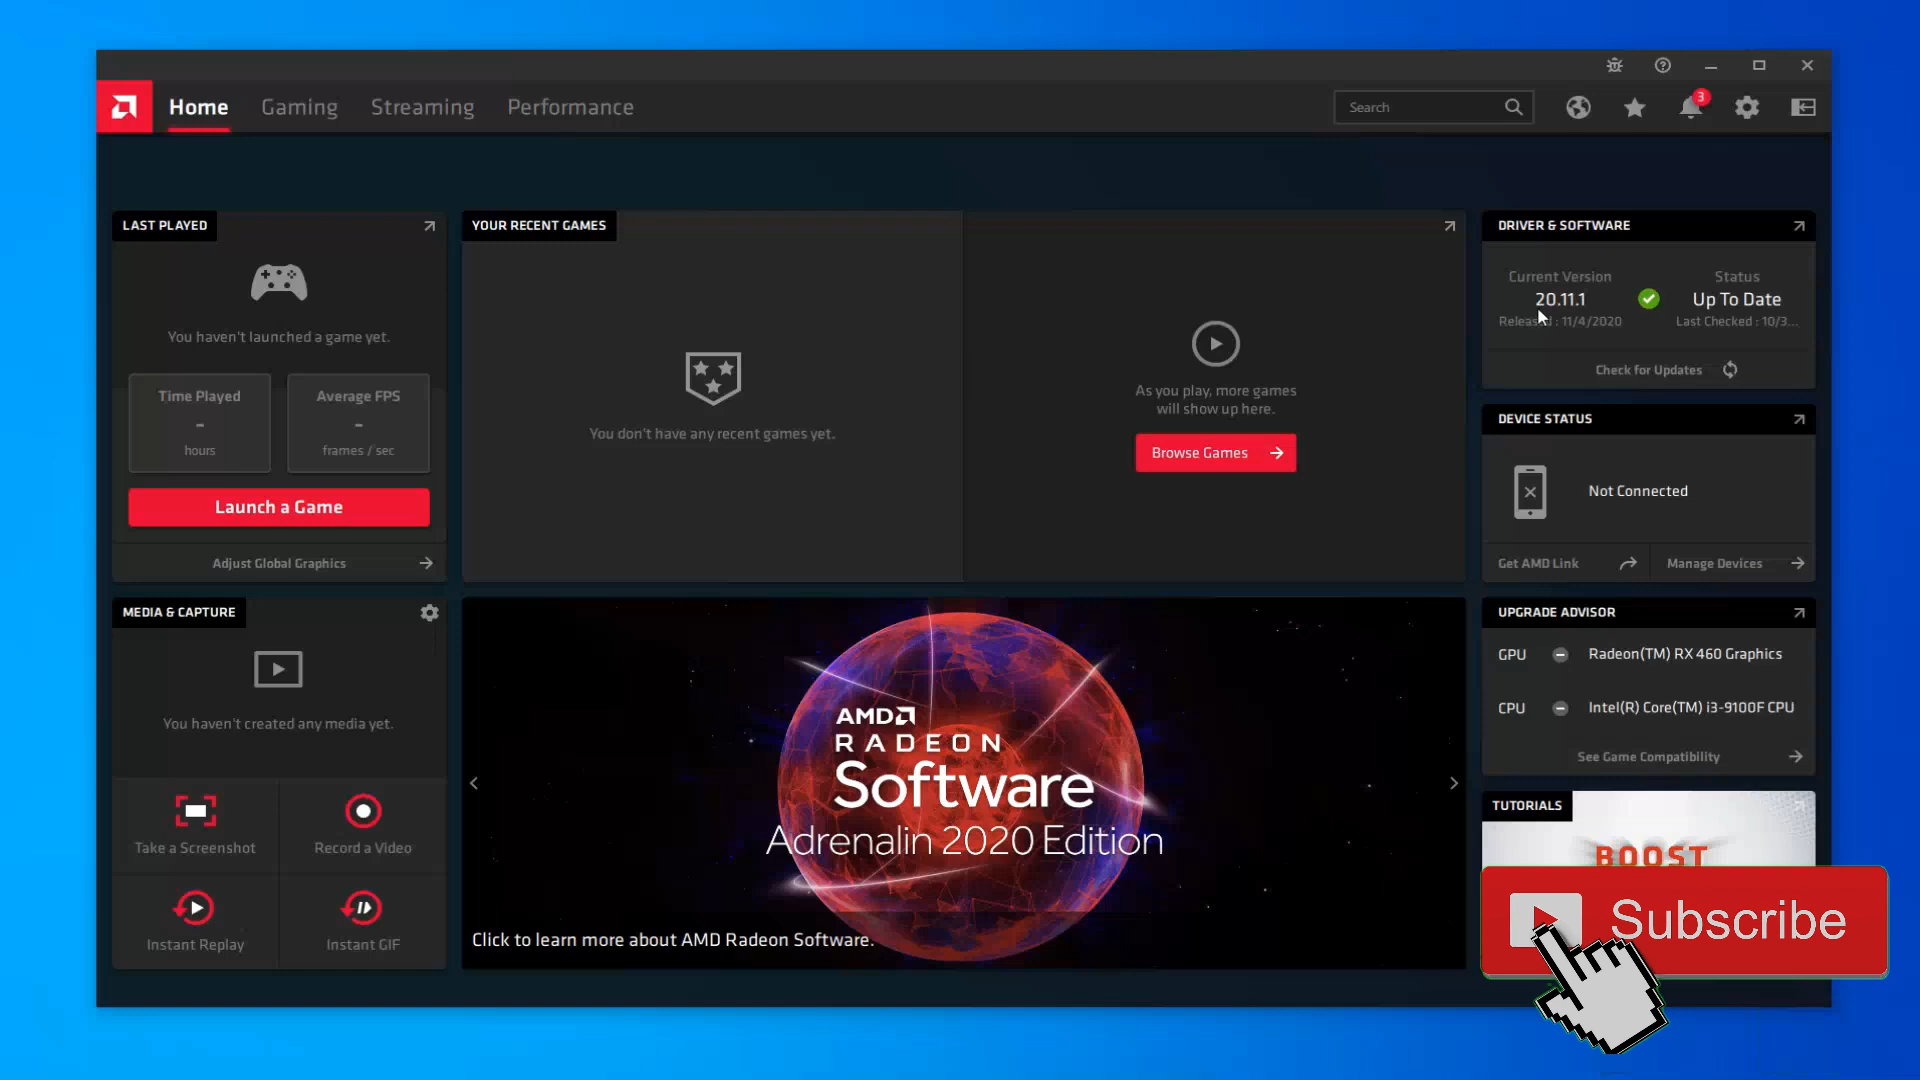 Home Gaming Streaming Performance
Search
3
LAST PLAYED
You haven't launched a game yet.
Time Played
-
hours
Average FPS
-
frames / sec
Launch a Game
Adjust Global Graphics
YOUR RECENT GAMES
You don't have any recent games yet.
As you play, more games
will show up here.
Browse Games
DRIVER & SOFTWARE
Current Version
20.11.1
Released : 11/4/2020
Status
Up To Date
Last Checked : 10/3...
Check for Updates
DEVICE STATUS
Not Connected
Get AMD Link
Manage Devices
MEDIA & CAPTURE
You haven't created any media yet.
Take a Screenshot
Record a Video
Instant Replay
Instant GIF
AMD
RADEON
Software
Adrenalin 2020 Edition
Click to learn more about AMD Radeon Software.
UPGRADE ADVISOR
GPU Radeon(TM) RX 460 Graphics
CPU Intel(R) Core(TM) i3-9100F CPU
See Game Compatibility
TUTORIALS
BOOST
Subscribe